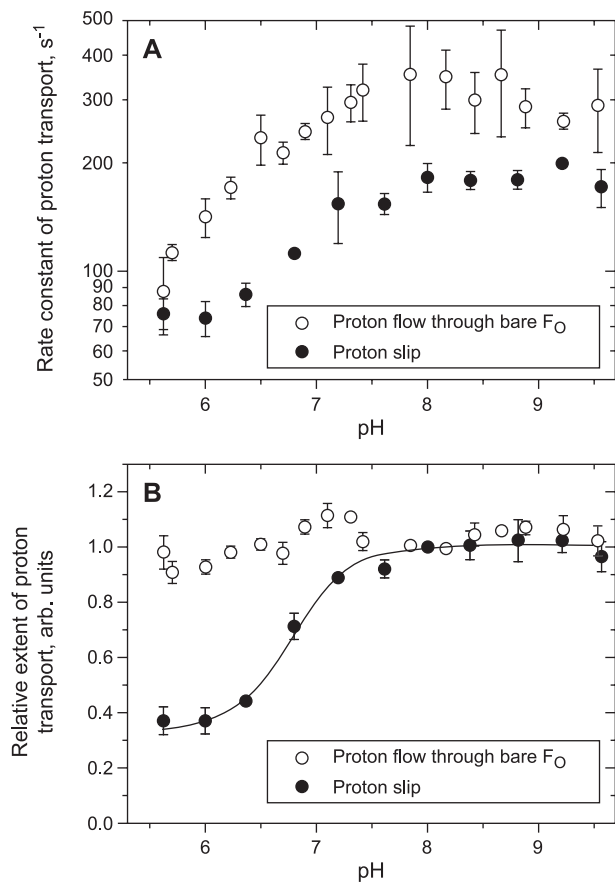 A
Rate constant of proton transport, s⁻¹
500
400
300
200
100
90
80
70
60
50
Proton flow through bare F_O
Proton slip
6 7 8 9
pH
B
Relative extent of proton
transport, arb. units
1.2
1.0
0.8
0.6
0.4
0.2
0.0
Proton flow through bare F_O
Proton slip
6 7 8 9
pH